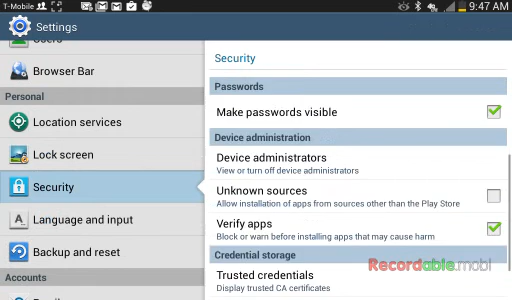 T-Mobile
9:47 AM
Settings
Users
Browser Bar
Personal
Location services
Lock screen
Security
Language and input
Backup and reset
Accounts
Security
Passwords
Make passwords visible
Device administration
Device administrators
View or turn off device administrators
Unknown sources
Allow installation of apps from sources other than the Play Store
Verify apps
Block or warn before installing apps that may cause harm
Credential storage
Recordable.mobi
Trusted credentials
Display trusted CA certificates